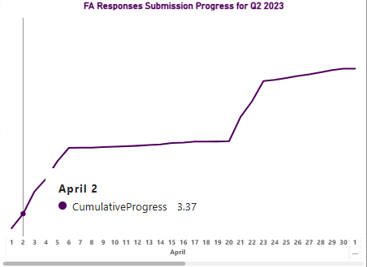 FA Responses Submission Progress for Q2 2023
April 2
CumulativeProgress 3.37
1 2 3 4 5 6 7 8 9 10 11 12 13 14 15 16 17 18 19 20 21 22 23 24 25 26 27 28 29 30 1
April ...